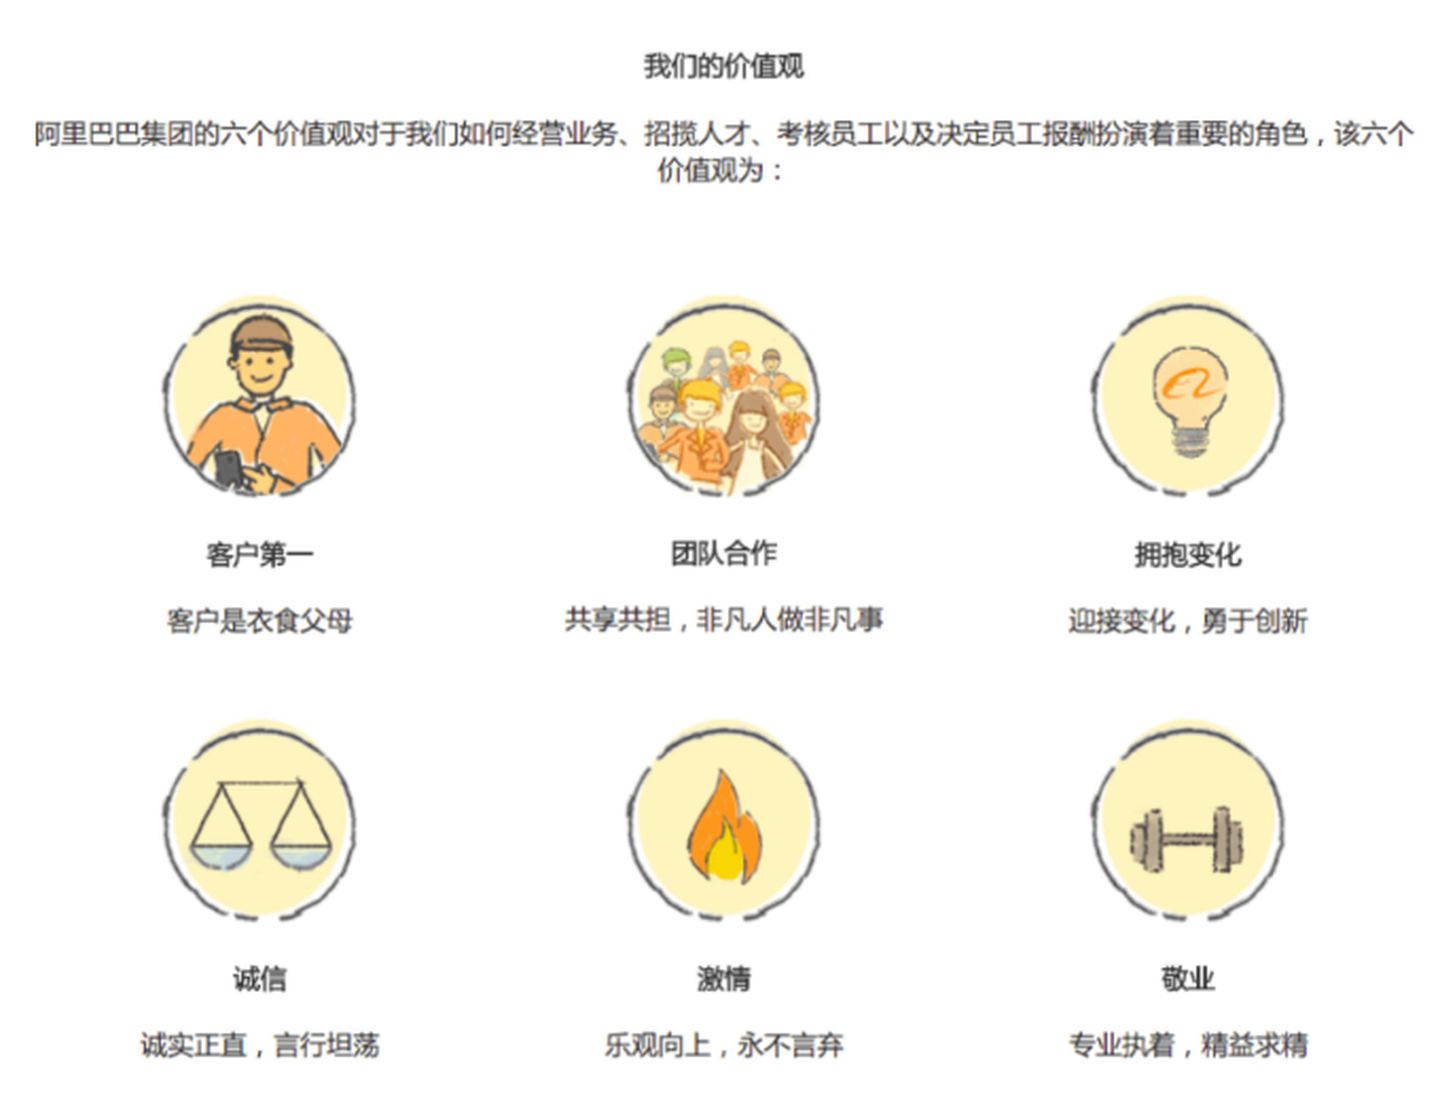 我们的价值观
阿里巴巴集团的六个价值观对于我们如何经营业务、招揽人才、考核员工以及决定员工报酬扮演着重要的角色，该六个
价值观为：
客户第一
团队合作
拥抱变化
客户是衣食父母
共享共担，非凡人做非凡事
迎接变化，勇于创新
诚信
激情
敬业
诚实正直，言行坦荡
乐观向上，永不言弃
专业执着，精益求精